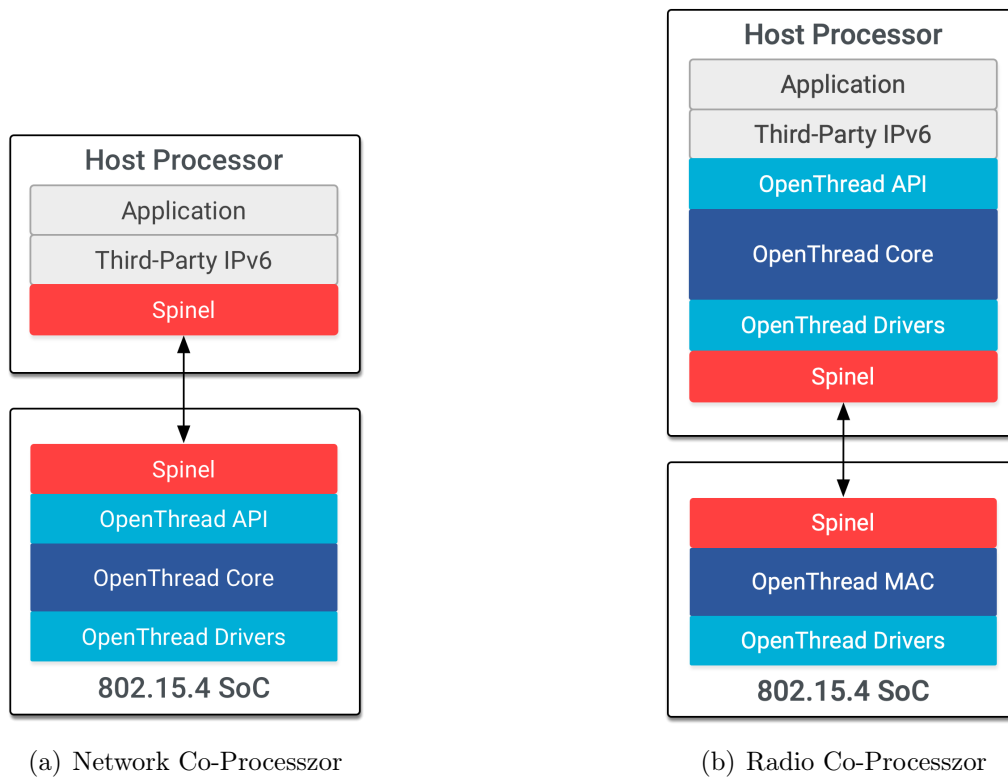 Host Processor
Application
Third-Party IPv6
Spinel
Spinel
OpenThread API
OpenThread Core
OpenThread Drivers
802.15.4 SoC
(a) Network Co-Processzor
Host Processor
Application
Third-Party IPv6
OpenThread API
OpenThread Core
OpenThread Drivers
Spinel
Spinel
OpenThread MAC
OpenThread Drivers
802.15.4 SoC
(b) Radio Co-Processzor